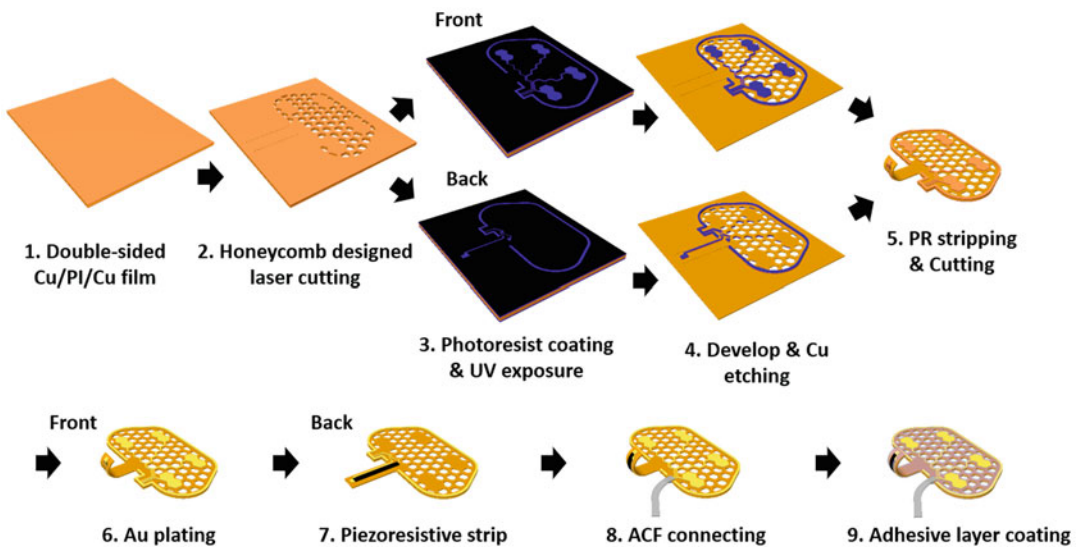 Front
Back
1. Double-sided
Cu/PI/Cu film
2. Honeycomb designed
laser cutting
3. Photoresist coating
& UV exposure
4. Develop & Cu
etching
5. PR stripping
& Cutting
Front
Back
6. Au plating
7. Piezoresistive strip
8. ACF connecting
9. Adhesive layer coating